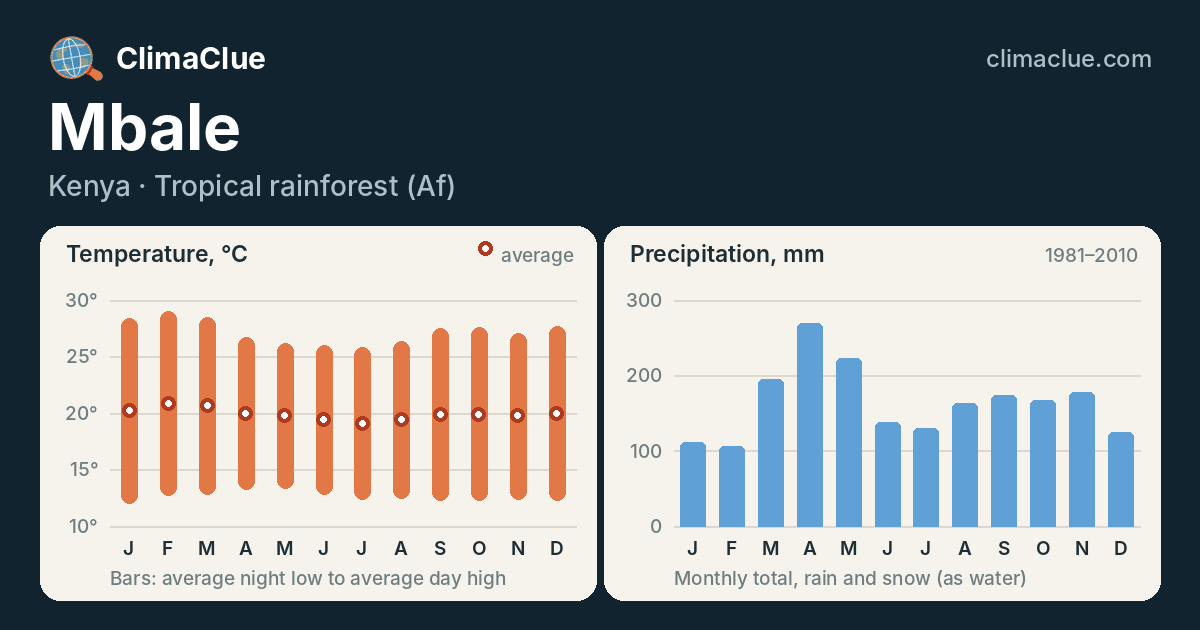 ClimaClue
climaclue.com
Mbale
Kenya · Tropical rainforest (Af)
Temperature, °C
average
30°
25°
20°
15°
10°
J F M A M J J A S O N D
Bars: average night low to average day high
Precipitation, mm
1981–2010
300
200
100
0
J F M A M J J A S O N D
Monthly total, rain and snow (as water)